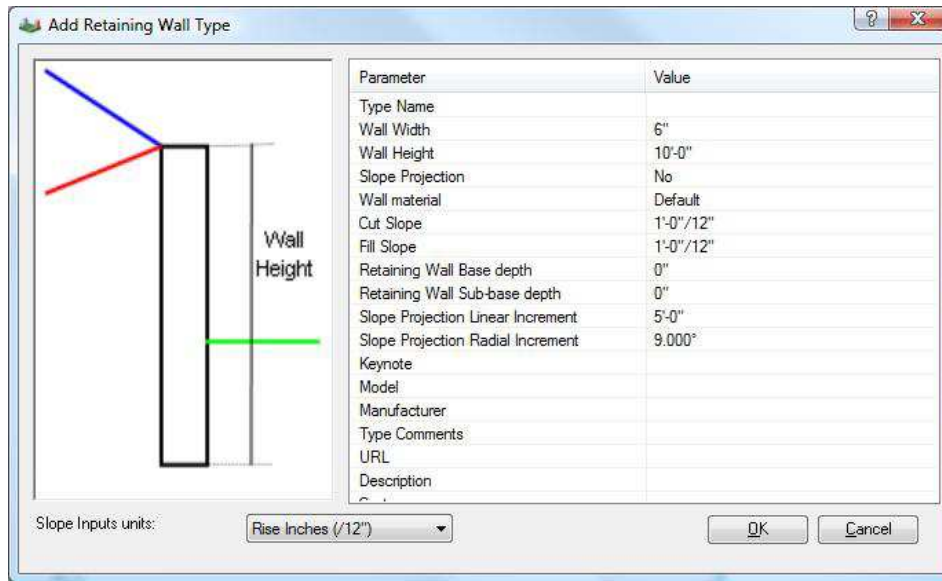 Add Retaining Wall Type
?
X
Wall
Height
Parameter Value
Type Name
Wall Width 6"
Wall Height 10'-0"
Slope Projection No
Wall material Default
Cut Slope 1'-0"/12"
Fill Slope 1'-0"/12"
Retaining Wall Base depth 0"
Retaining Wall Sub-base depth 0"
Slope Projection Linear Increment 5'-0"
Slope Projection Radial Increment 9.000°
Keynote
Model
Manufacturer
Type Comments
URL
Description
Slope Inputs units: Rise Inches (/12") OK Cancel